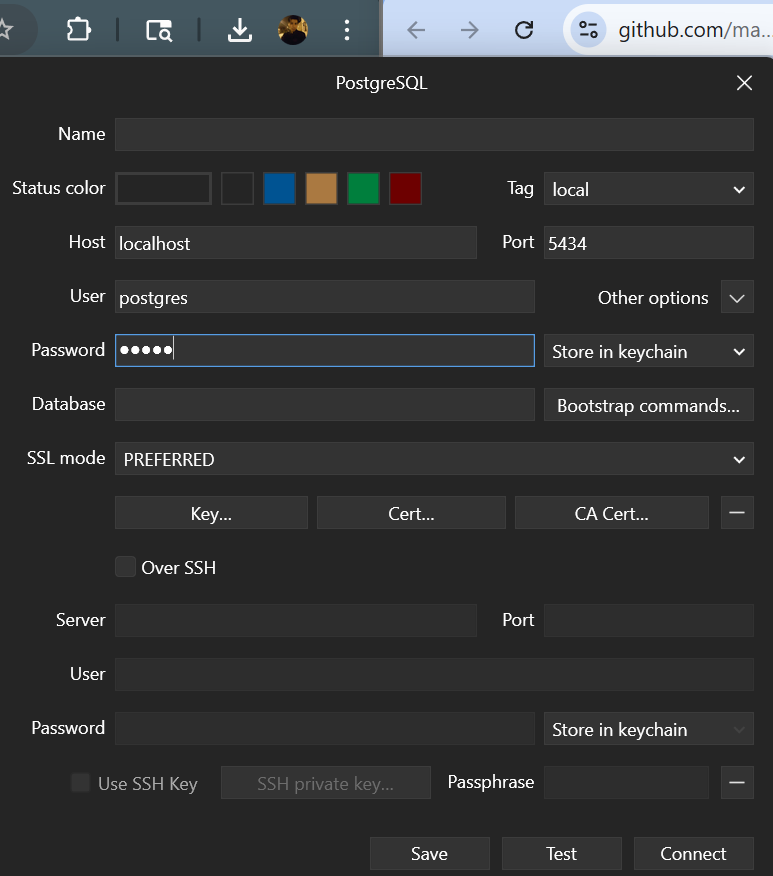 github.com/ma...
PostgreSQL
Name
Status color Tag local
Host localhost Port 5434
User postgres Other options
Password ●●●●● Store in keychain
Database Bootstrap commands...
SSL mode PREFERRED
Key... Cert... CA Cert...
Over SSH
Server Port
User
Password Store in keychain
Use SSH Key SSH private key... Passphrase
Save Test Connect